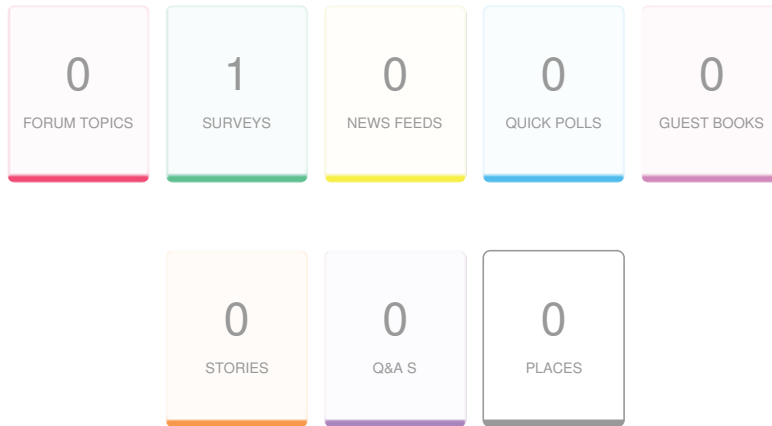 0 1 0 0 0
FORUM TOPICS SURVEYS NEWS FEEDS QUICK POLLS GUEST BOOKS
0 0 0
STORIES Q&A S PLACES